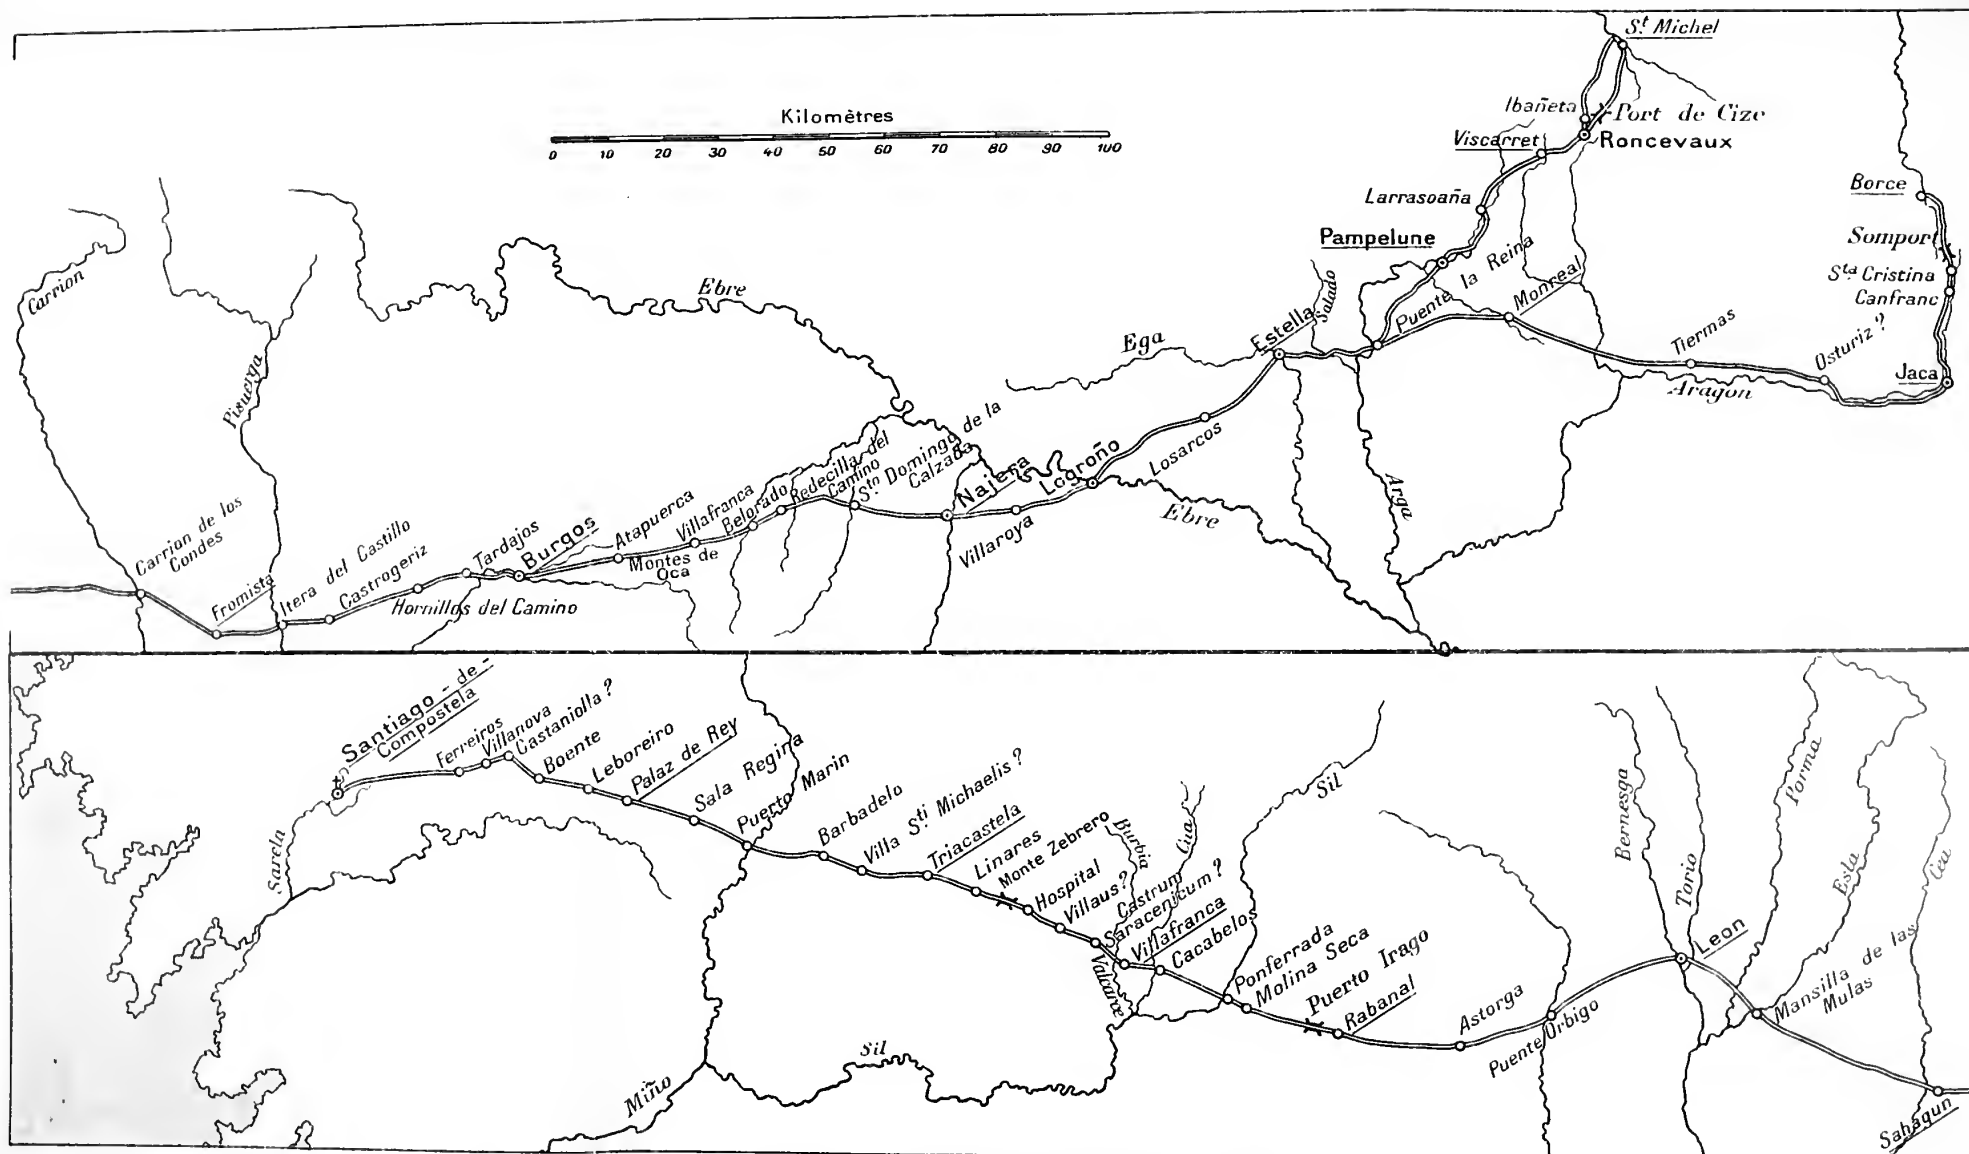 St Michel
Kilomètres
0 10 20 30 40 50 60 70 80 90 100
Ibañeta
Port de Cize
Roncevaux
Viscarret
Borce
Larrasoaña
Pampelune
Somport
Sta Cristina
Canfranc
Carrion
Ebre
Salado
Puente la Reina
Monreal
Ega
Estella
Tiermas
Osturiz?
Jaca
Aragon
Pisuerga
Losarcos
Logroño
Ebre
Arga
Najera
Villaroya
Sto Domingo de la
Calzada
Redecilla del
Camino
Belorado
Villafranca
Montes de
Oca
Atapuerca
Burgos
Tardajos
Hornillos del Camino
Castrogeriz
Itera del Castillo
Fromista
Carrion de los
Condes
Santiago - de -
Compostela
Ferreiros
Villanova
Castaniolla?
Boente
Leboreiro
Palaz de Rey
Sala Regina
Puerto Marin
Barbadelo
Villa Sti Michaelis?
Triacastela
Linares
Monte Zebrero
Hospital
Villaus?
Castrum
Saracenicum?
Villafranca
Cacabelos
Burbia
Cua
Sil
Valcarce
Ponferrada
Molina Seca
Puerto Irago
Rabanal
Astorga
Puente Orbigo
Bernesga
Torio
Leon
Porma
Esla
Cea
Mansilla de las
Mulas
Sahagun
Sarela
Sil
Miño